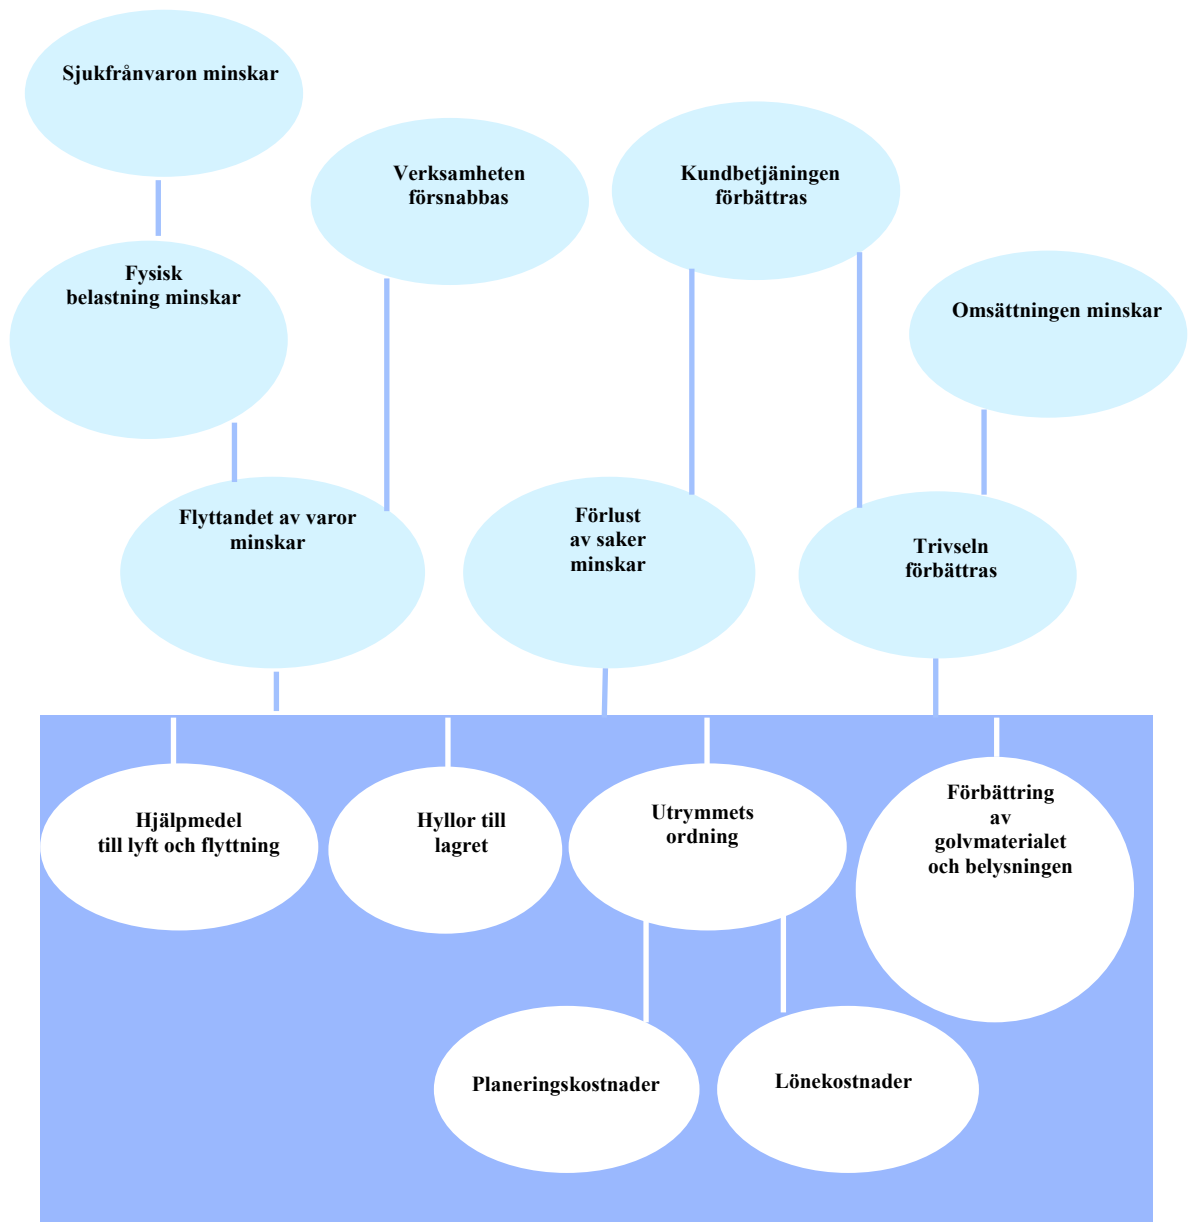 Sjukfrånvaron minskar
Verksamheten
försnabbas
Kundbetjäningen
förbättras
Fysisk
belastning minskar
Omsättningen minskar
Flyttandet av varor
minskar
Förlust
av saker
minskar
Trivseln
förbättras
Hjälpmedel
till lyft och flyttning
Hyllor till
lagret
Utrymmets
ordning
Förbättring
av
golvmaterialet
och belysningen
Planeringskostnader
Lönekostnader